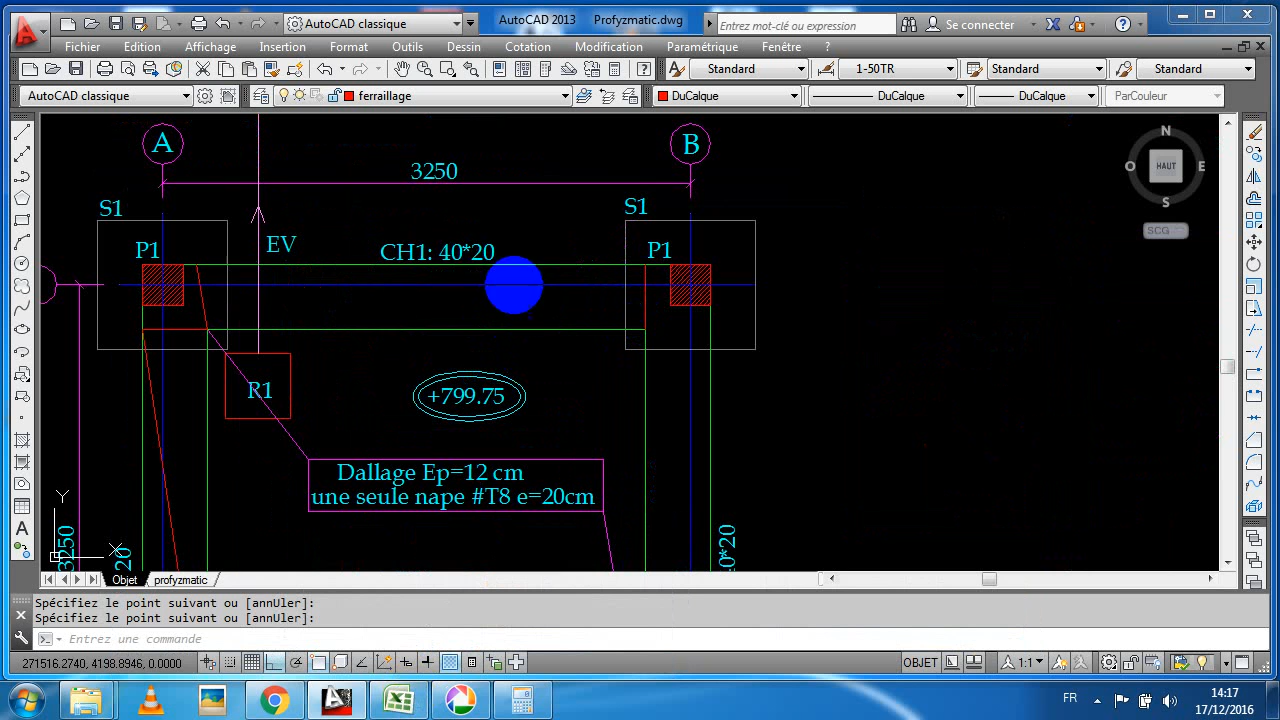 AutoCAD classique
AutoCAD 2013 Profyzmatic.dwg
Entrez mot-clé ou expression
Se connecter
Fichier Edition Affichage Insertion Format Outils Dessin Cotation Modification Paramétrique Fenêtre ?
Standard 1-50TR Standard Standard
AutoCAD classique ferraillage DuCalque DuCalque DuCalque ParCouleur
A B
3250
N
O HAUT E
S
SCG
S1 S1
P1 EV CH1: 40*20 P1
R1
+799.75
Dallage Ep=12 cm
une seule nape #T8 e=20cm
Y
X
3250
20
0*20
Objet profyzmatic
Spécifiez le point suivant ou [annUler]:
Spécifiez le point suivant ou [annUler]:
Entrez une commande
271516.2740, 4198.8946, 0.0000
OBJET
1:1
FR
14:17
17/12/2016